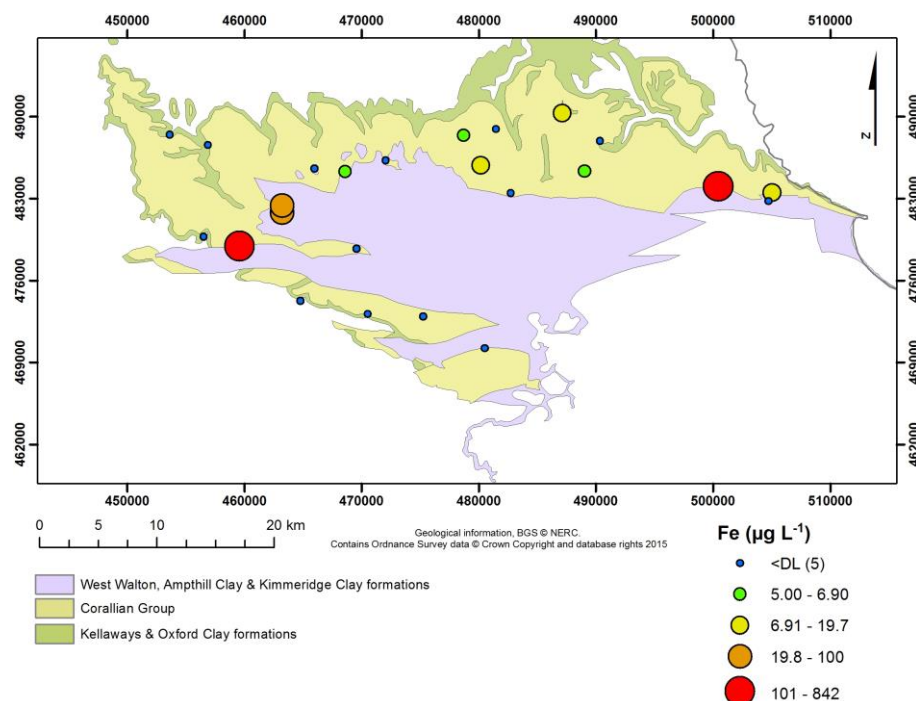 450000 460000 470000 480000 490000 500000 510000
490000 490000
483000 483000
476000 476000
469000 469000
462000 462000
450000 460000 470000 480000 490000 500000 510000
N
0 5 10 20 km
Geological information, BGS © NERC.
Contains Ordnance Survey data © Crown Copyright and database rights 2015
West Walton, Ampthill Clay & Kimmeridge Clay formations
Corallian Group
Kellaways & Oxford Clay formations
Fe (µg L⁻¹)
<DL (5)
5.00 - 6.90
6.91 - 19.7
19.8 - 100
101 - 842